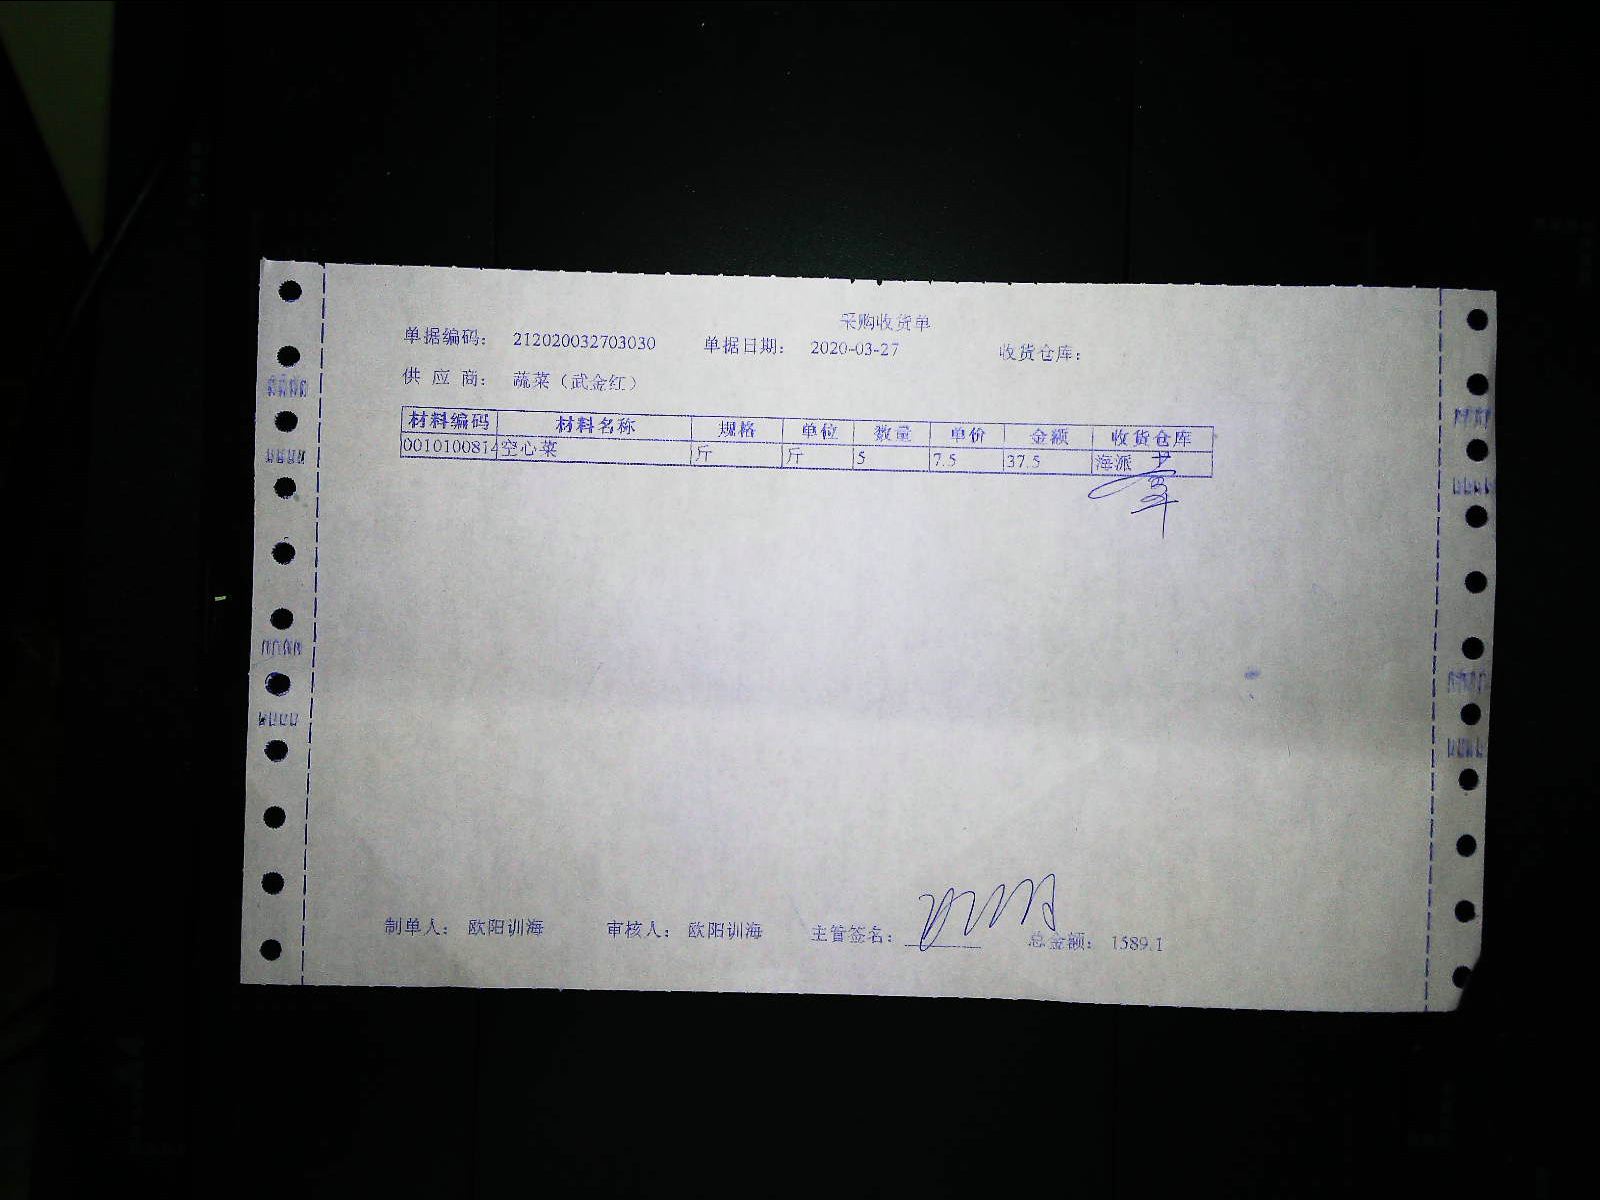 采购收货单
单据编码： 212020032703030 单据日期： 2020-03-27 收货仓库：
供 应 商： 蔬菜（武金红）
材料编码 材料名称 规格 单位 数量 单价 金额 收货仓库
0010100814 空心菜 斤 斤 5 7.5 37.5 海派
制单人： 欧阳训海 审核人： 欧阳训海 主管签名： 总金额： 1589.1